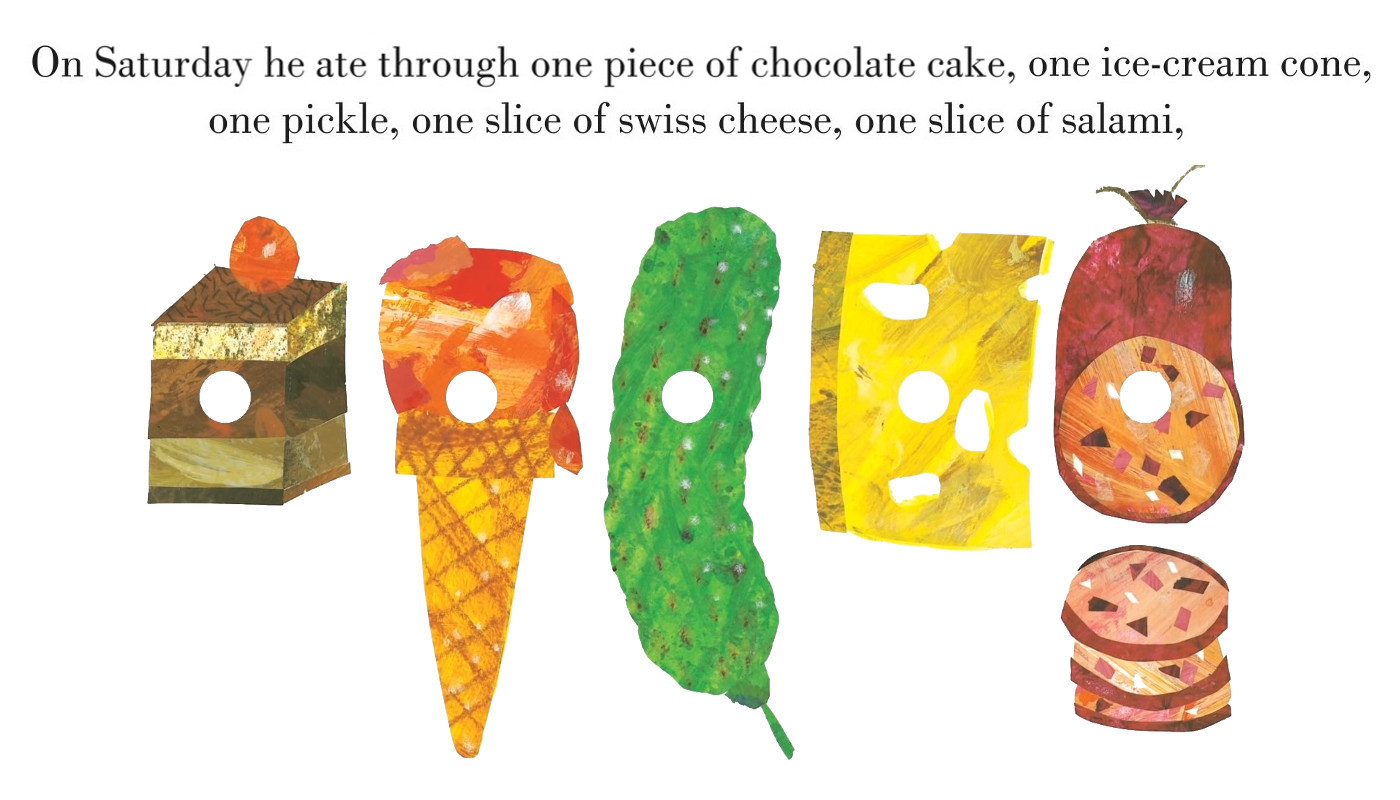 On Saturday he ate through one piece of chocolate cake, one ice-cream cone,
one pickle, one slice of swiss cheese, one slice of salami,